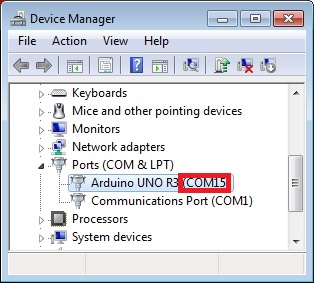 Device Manager
File Action View Help
Keyboards
Mice and other pointing devices
Monitors
Network adapters
Ports (COM & LPT)
Arduino UNO R3 (COM15
Communications Port (COM1)
Processors
System devices